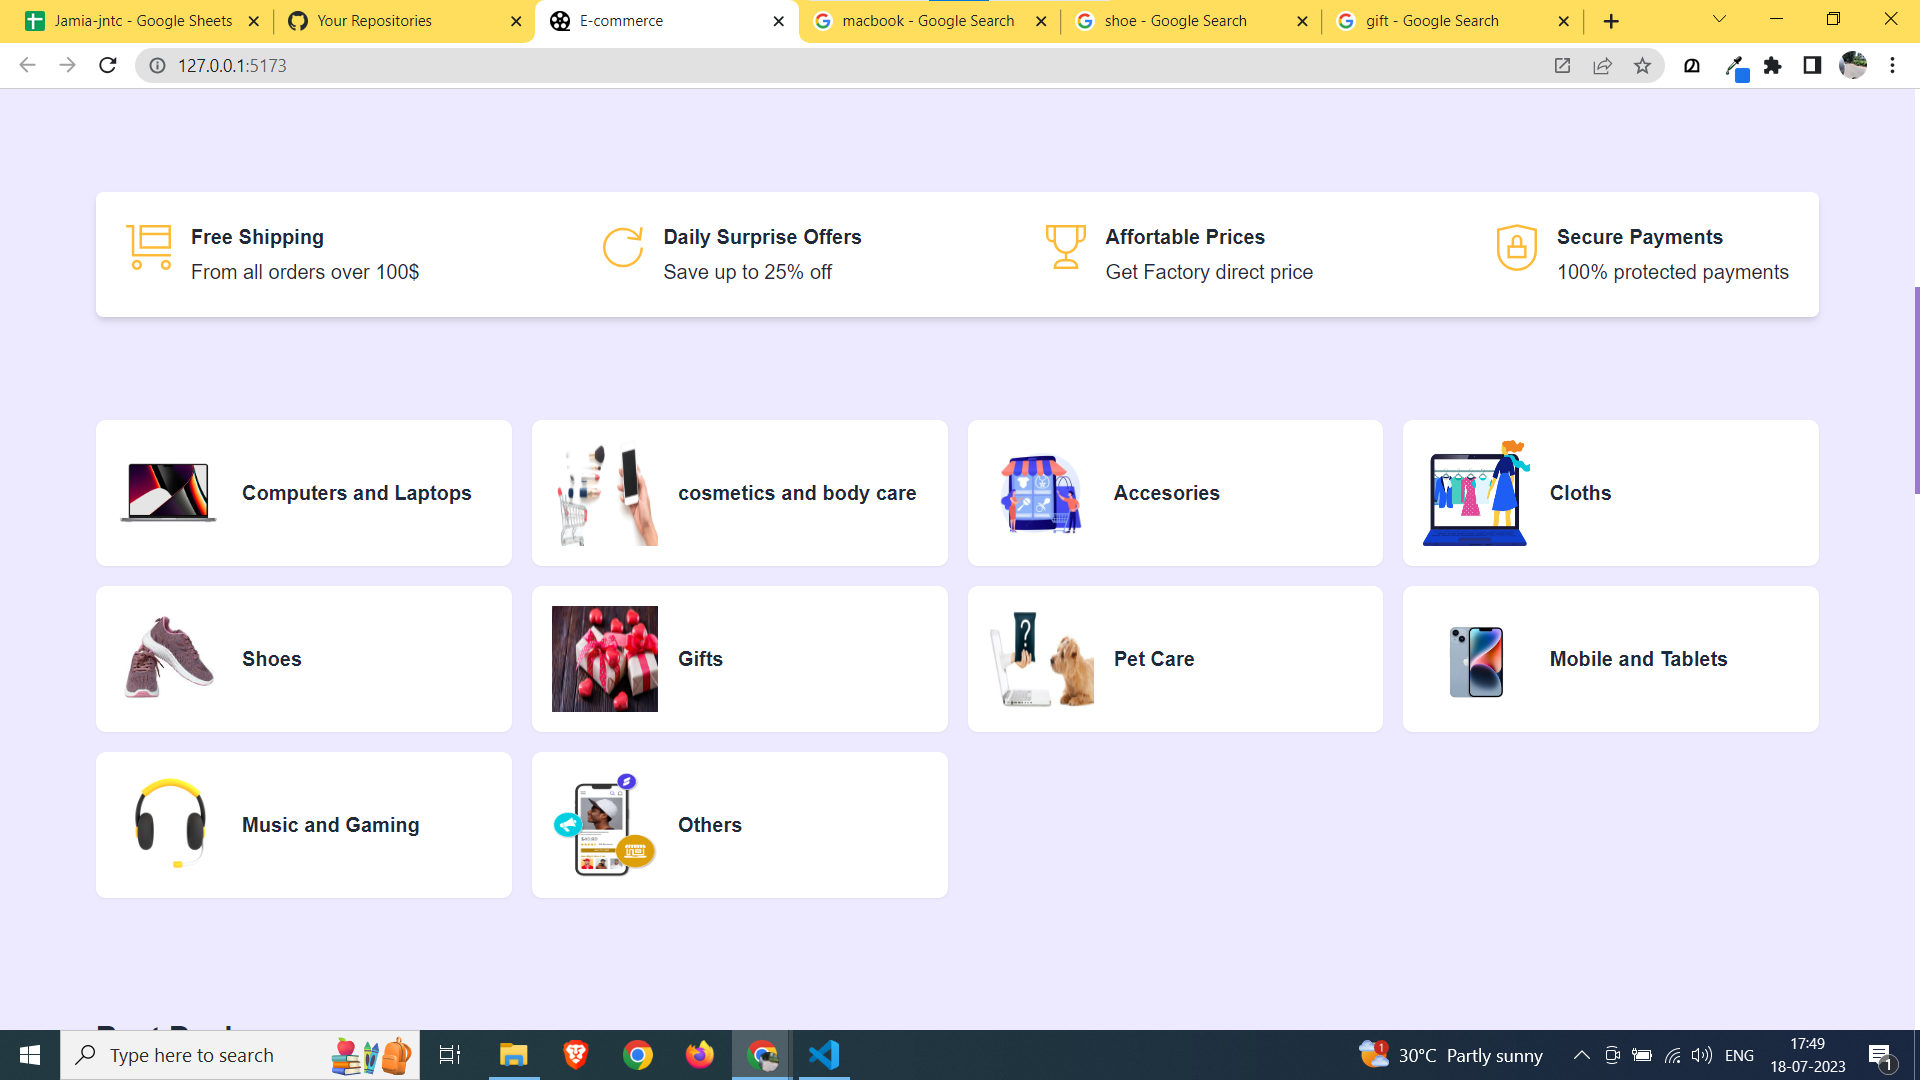 Jamia-jntc - Google Sheets
Your Repositories
E-commerce
macbook - Google Search
shoe - Google Search
gift - Google Search
127.0.0.1:5173
Free Shipping
From all orders over 100$
Daily Surprise Offers
Save up to 25% off
Affortable Prices
Get Factory direct price
Secure Payments
100% protected payments
Computers and Laptops
cosmetics and body care
Accesories
Cloths
Shoes
Gifts
?
Pet Care
Mobile and Tablets
Music and Gaming
Others
Type here to search
1
30°C Partly sunny
ENG
17:49
18-07-2023
1